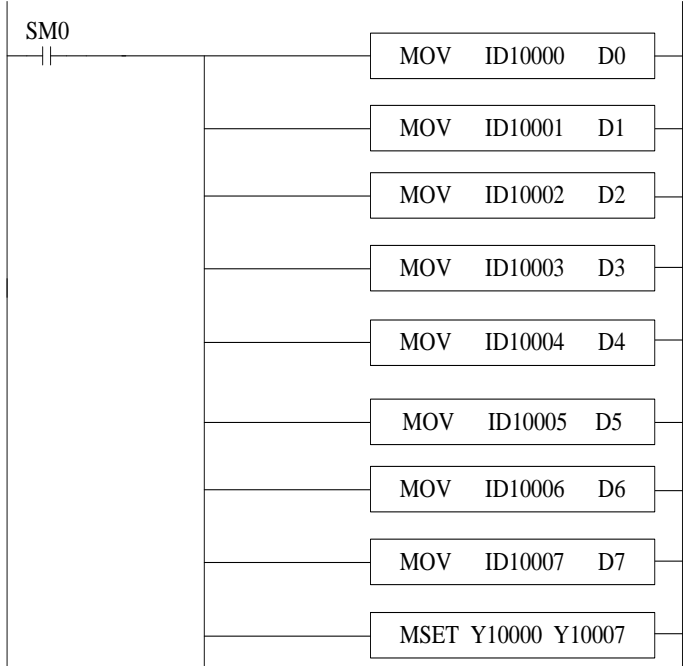 SM0
MOV ID10000 D0
MOV ID10001 D1
MOV ID10002 D2
MOV ID10003 D3
MOV ID10004 D4
MOV ID10005 D5
MOV ID10006 D6
MOV ID10007 D7
MSET Y10000 Y10007